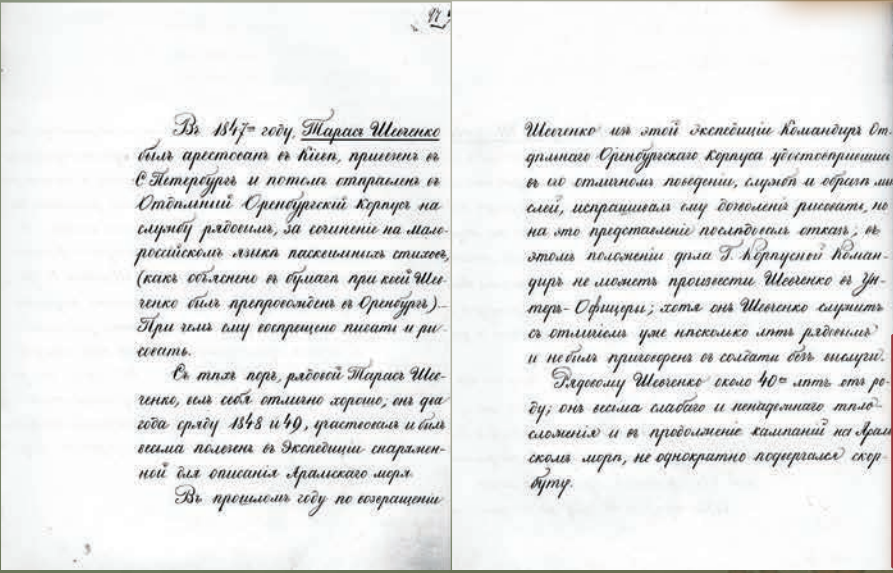 17
Въ 1847м году, Тарасъ Шевченко
былъ арестованъ въ Кіевѣ, привезенъ въ
С Петербургъ и потомъ отправленъ въ
Отдѣльный Оренбургскій Корпусъ на
службу рядовымъ, за сочиненіе на мало-
россійскомъ языкѣ пасквильныхъ стиховъ,
(какъ объяснено въ бумагѣ при коей Шев-
ченко былъ препровожденъ въ Оренбургъ).
При чемъ ему воспрещено писать и ри-
совать.
Съ тѣхъ поръ, рядовой Тарасъ Шев-
ченко, велъ себя отлично хорошо, онъ два
года сряду 1848 и 49, участвовалъ и былъ
весьма полезенъ въ Экспедиціи снаряжен-
ной для описанія Аральскаго моря.
Въ прошломъ году по возвращеніи
Шевченко изъ этой Экспедиціи Командиръ От-
дѣльнаго Оренбургскаго Корпуса удостовѣрившись
въ его отличномъ поведеніи, службѣ и образѣ мы
слей, испрашивалъ ему дозволенія рисовать, но
на это представленіе послѣдовалъ отказъ; въ
этомъ положеніи дѣла Г. Корпусной Коман-
диръ не можетъ произвести Шевченко въ Ун-
теръ-Офицеры; хотя онъ Шевченко служитъ
съ отличіемъ уже нѣсколько лѣтъ рядовымъ
и небылъ приговоренъ въ солдаты безъ выслуги.
Рядовому Шевченко около 40а лѣтъ отъ ро-
ду; онъ весьма слабаго и ненадежнаго тѣло-
сложенія и въ продолженіе кампаній на Араль
скомъ морѣ, не однократно подвергался скор-
буту.